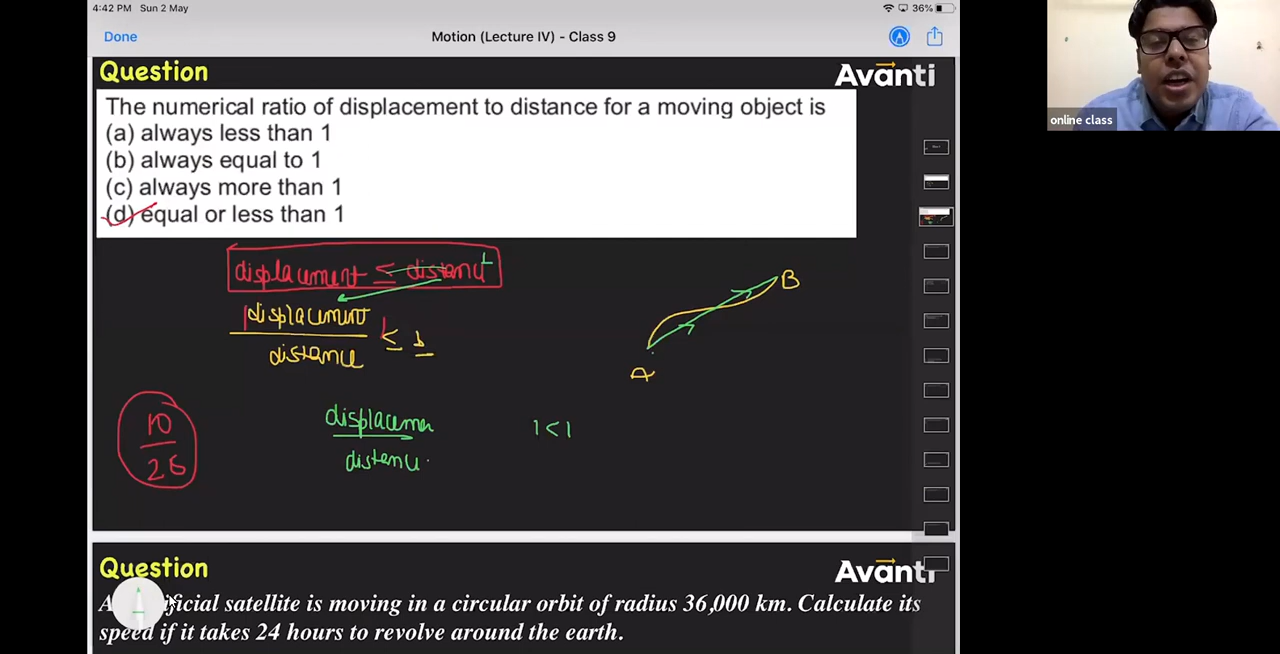 4:42 PM Sun 2 May
36%
Done
Motion (Lecture IV) - Class 9
Question
Avanti
The numerical ratio of displacement to distance for a moving object is
(a) always less than 1
(b) always equal to 1
(c) always more than 1
(d) equal or less than 1
displacement ≤ distance
displacement
distance
≤ 1
A
B
10
displacemen
distance
1 < 1
online class
Question
Avanti
satellite is moving in a circular orbit of radius 36,000 km. Calculate its
speed if it takes 24 hours to revolve around the earth.